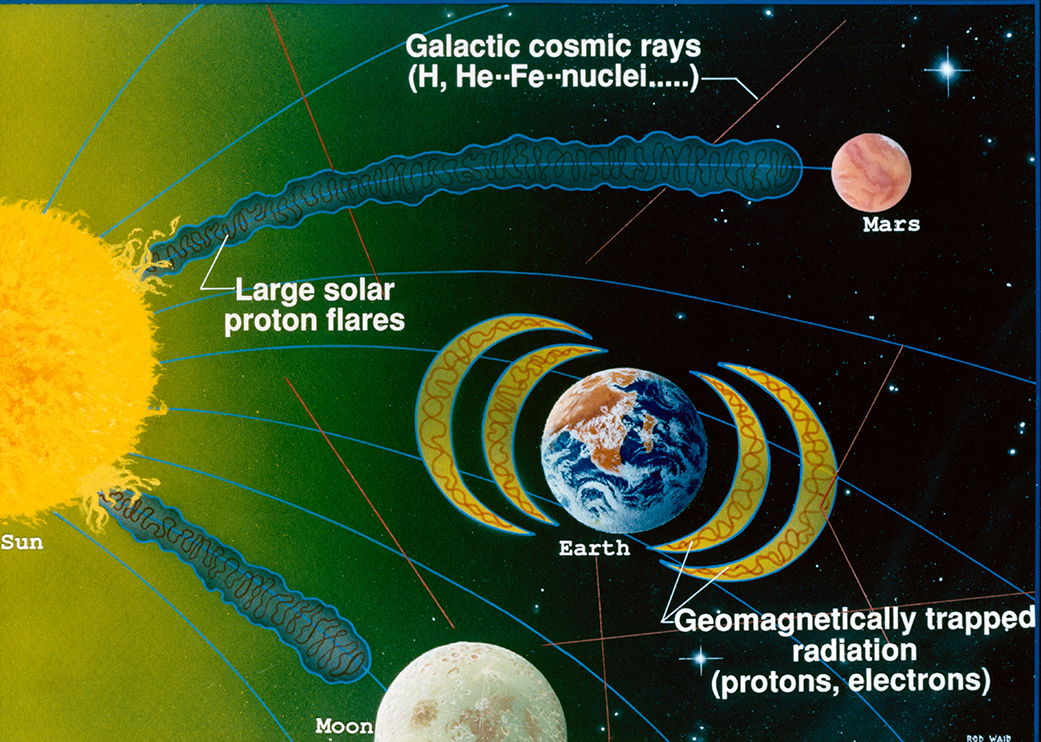 Galactic cosmic rays
(H, He··Fe··nuclei.....)
Mars
Large solar
proton flares
Sun
Earth
Geomagnetically trapped
radiation
(protons, electrons)
Moon
ROD WAID